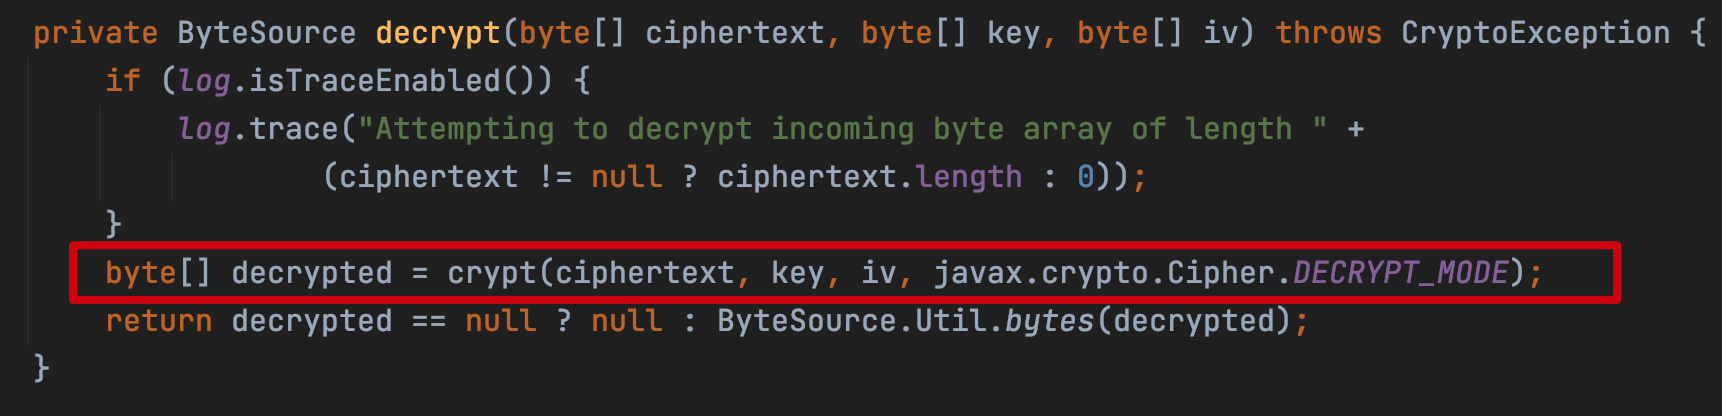 private ByteSource decrypt(byte[] ciphertext, byte[] key, byte[] iv) throws CryptoException {
if (log.isTraceEnabled()) {
log.trace("Attempting to decrypt incoming byte array of length " +
(ciphertext != null ? ciphertext.length : 0));
}
byte[] decrypted = crypt(ciphertext, key, iv, javax.crypto.Cipher.DECRYPT_MODE);
return decrypted == null ? null : ByteSource.Util.bytes(decrypted);
}